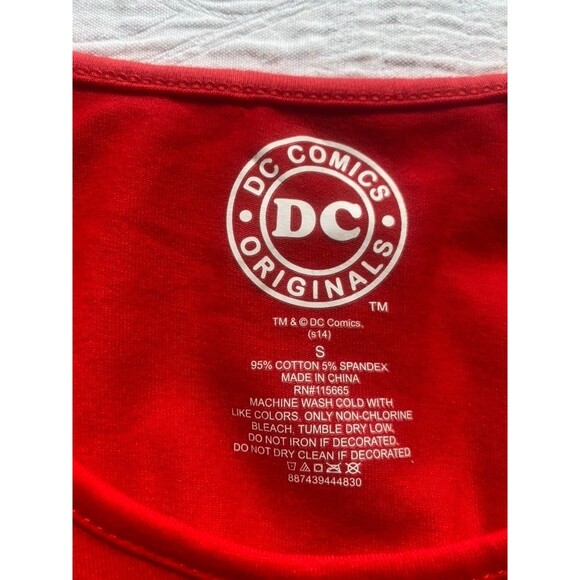 DC COMICS
DC
ORIGINALS
TM
TM & © DC Comics.
(s14)
S
95% COTTON 5% SPANDEX
MADE IN CHINA
RN#115665
MACHINE WASH COLD WITH
LIKE COLORS, ONLY NON-CHLORINE
BLEACH, TUMBLE DRY LOW,
DO NOT IRON IF DECORATED,
DO NOT DRY CLEAN IF DECORATED
887439444830